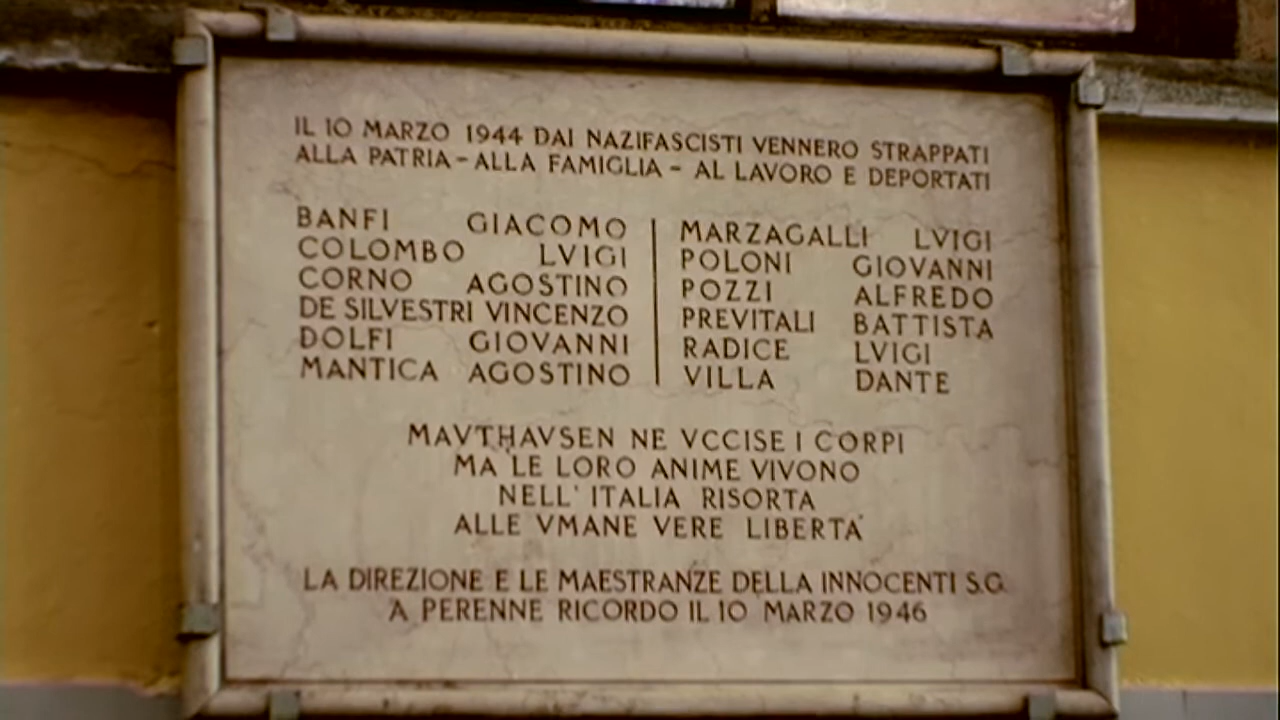 IL 10 MARZO 1944 DAI NAZIFASCISTI VENNERO STRAPPATI
ALLA PATRIA - ALLA FAMIGLIA - AL LAVORO E DEPORTATI
BANFI GIACOMO
COLOMBO LVIGI
CORNO AGOSTINO
DE SILVESTRI VINCENZO
DOLFI GIOVANNI
MANTICA AGOSTINO
MARZAGALLI LVIGI
POLONI GIOVANNI
POZZI ALFREDO
PREVITALI BATTISTA
RADICE LVIGI
VILLA DANTE
MAVTHAVSEN NE VCCISE I CORPI
MA LE LORO ANIME VIVONO
NELL' ITALIA RISORTA
ALLE VMANE VERE LIBERTA'
LA DIREZIONE E LE MAESTRANZE DELLA INNOCENTI S.G.
A PERENNE RICORDO IL 10 MARZO 1946